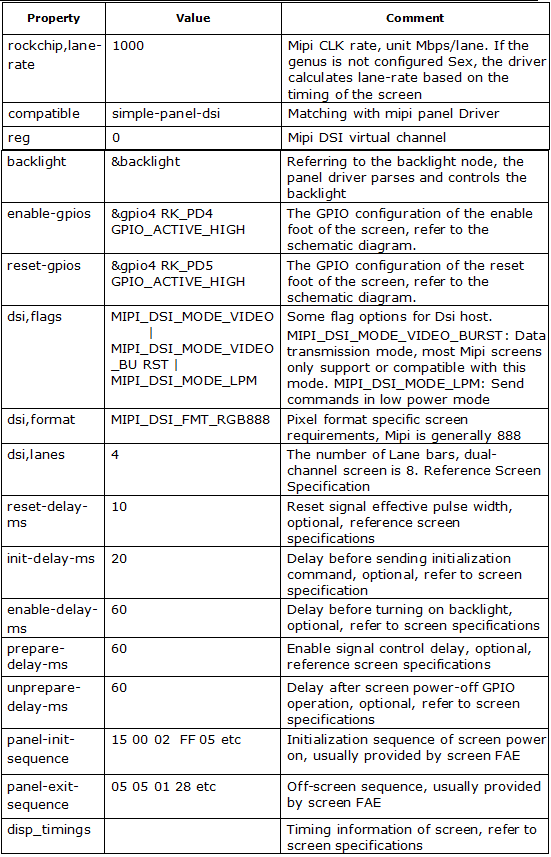 Property Value Comment
rockchip,lane- 1000 Mipi CLK rate, unit Mbps/lane. If the
rate genus is not configured Sex, the driver
calculates lane-rate based on the
timing of the screen
compatible simple-panel-dsi Matching with mipi panel Driver
reg 0 Mipi DSI virtual channel
backlight &backlight Referring to the backlight node, the
panel driver parses and controls the
backlight
enable-gpios &gpio4 RK_PD4 The GPIO configuration of the enable
GPIO_ACTIVE_HIGH foot of the screen, refer to the
schematic diagram.
reset-gpios &gpio4 RK_PD5 The GPIO configuration of the reset
GPIO_ACTIVE_HIGH foot of the screen, refer to the
schematic diagram.
dsi,flags MIPI_DSI_MODE_VIDEO Some flag options for Dsi host.
| MIPI_DSI_MODE_VIDEO_BURST: Data
MIPI_DSI_MODE_VIDEO transmission mode, most Mipi screens
_BU RST | only support or compatible with this
MIPI_DSI_MODE_LPM mode. MIPI_DSI_MODE_LPM: Send
commands in low power mode
dsi,format MIPI_DSI_FMT_RGB888 Pixel format specific screen
requirements, Mipi is generally 888
dsi,lanes 4 The number of Lane bars, dual-
channel screen is 8. Reference Screen
Specification
reset-delay- 10 Reset signal effective pulse width,
ms optional, reference screen
specifications
init-delay-ms 20 Delay before sending initialization
command, optional, refer to screen
specification
enable-delay- 60 Delay before turning on backlight,
ms optional, refer to screen specifications
prepare- 60 Enable signal control delay, optional,
delay-ms reference screen specifications
unprepare- 60 Delay after screen power-off GPIO
delay-ms operation, optional, refer to screen
specifications
panel-init- 15 00 02 FF 05 etc Initialization sequence of screen power
sequence on, usually provided by screen FAE
panel-exit- 05 05 01 28 etc Off-screen sequence, usually provided
sequence by screen FAE
disp_timings Timing information of screen, refer to
screen specifications